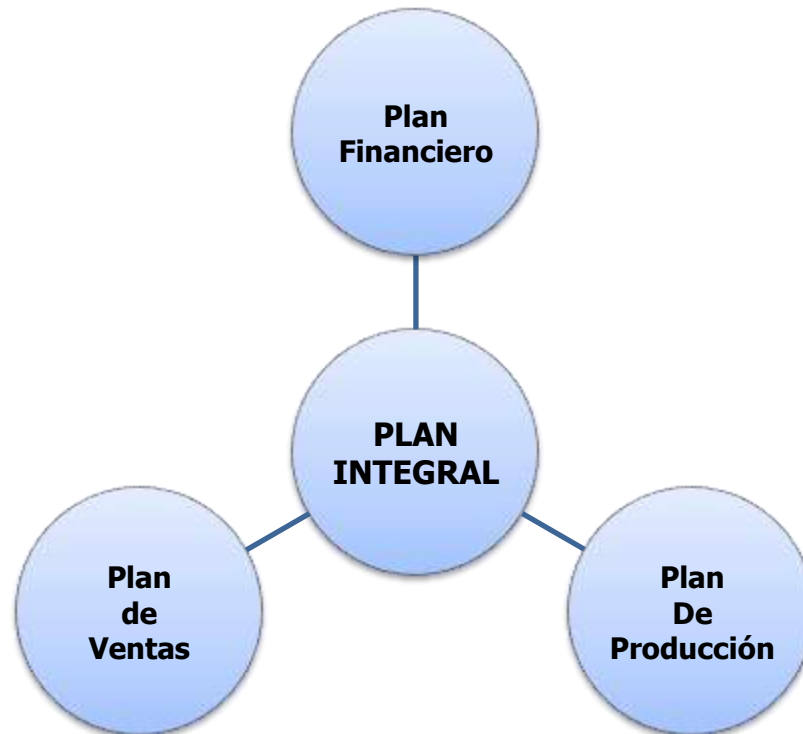 Plan
Financiero
PLAN
INTEGRAL
Plan
de
Ventas
Plan
De
Producción